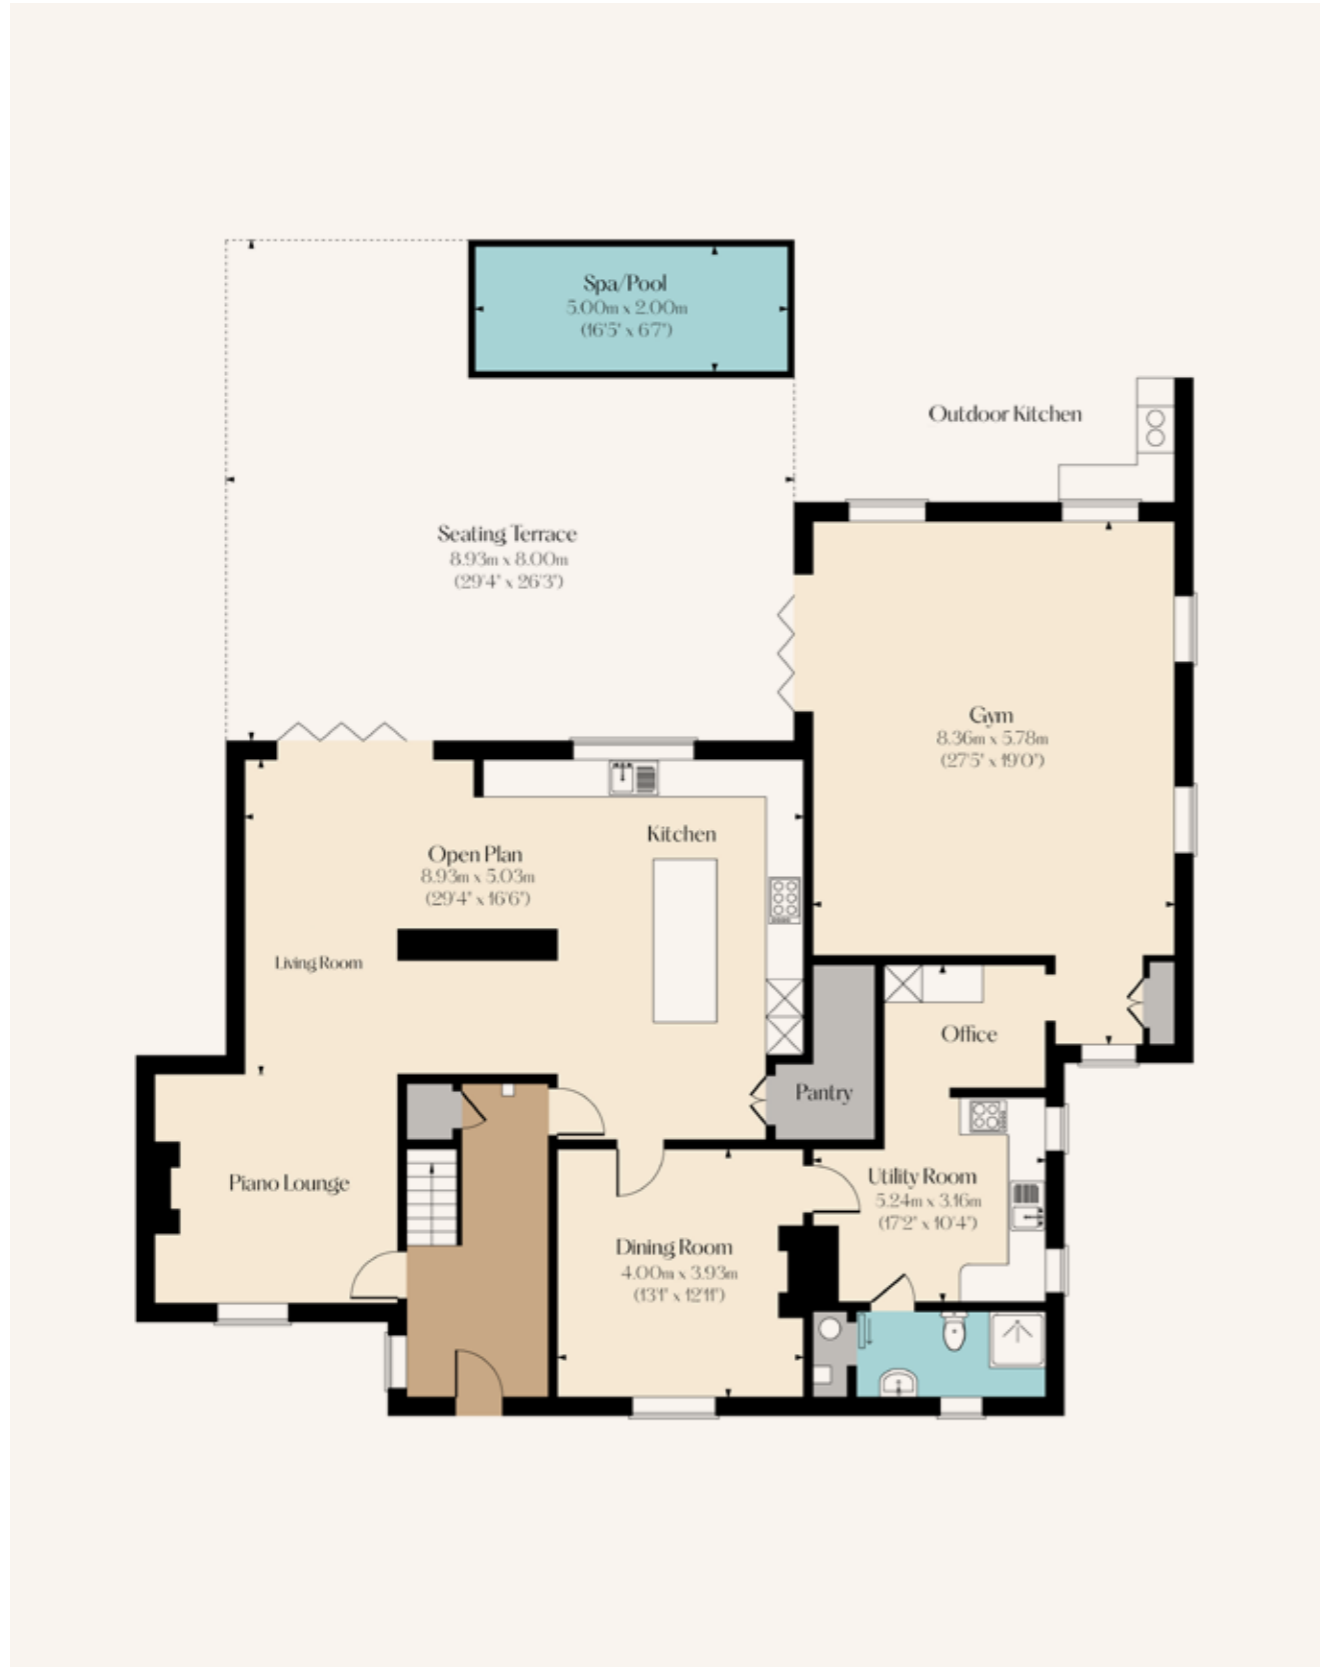 Spa/Pool
5.00m x 2.00m
(16'5" x 6'7")
Outdoor Kitchen
Seating Terrace
8.93m x 8.00m
(29'4" x 26'3")
Gym
8.36m x 5.78m
(27'5" x 19'0")
Kitchen
Open Plan
8.93m x 5.03m
(29'4" x 16'6")
Living Room
Office
Pantry
Piano Lounge
Utility Room
5.24m x 3.16m
(17'2" x 10'4")
Dining Room
4.00m x 3.93m
(13'1" x 12'11")